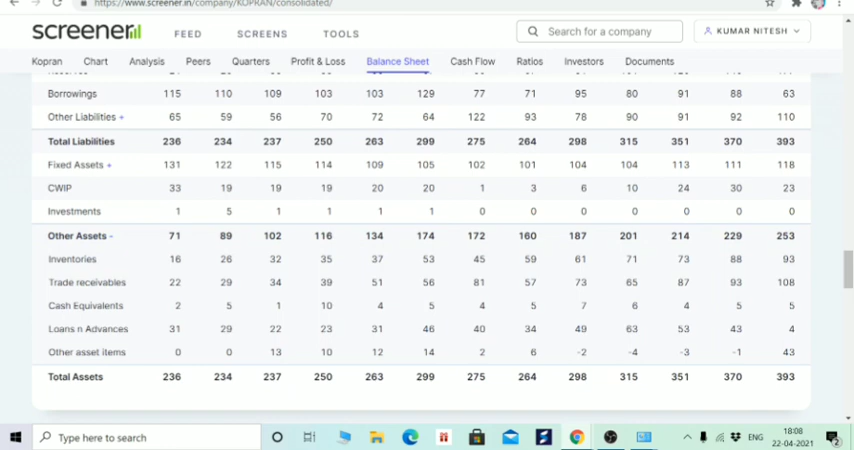 https://www.screener.in/company/KOPRAN/consolidated/
screener
FEED SCREENS TOOLS
Search for a company
KUMAR NITESH
Kopran Chart Analysis Peers Quarters Profit & Loss Balance Sheet Cash Flow Ratios Investors Documents
Borrowings 115 110 109 103 103 129 77 71 80 91 88 63
Other Liabilities + 65 59 56 70 72 64 122 93 78 90 91 92 110
Total Liabilities 236 234 237 250 263 299 275 264 298 315 351 370 393
Fixed Assets + 131 122 115 114 109 105 102 101 104 104 113 111 118
CWIP 33 19 19 19 20 20 1 3 6 10 24 30 23
Investments 1 5 1 1 1 1 0 0 0 0 0 0 0
Other Assets - 71 89 102 116 134 174 172 160 187 201 214 229 253
Inventories 16 26 32 35 37 53 45 59 61 71 73 88 93
Trade receivables 22 29 34 39 51 56 81 57 73 65 87 93 108
Cash Equivalents 2 5 1 10 4 5 4 5 7 6 4 5 5
Loans n Advances 31 29 22 23 31 46 40 34 49 63 53 43 4
Other asset items 0 0 13 10 12 14 2 6 -2 -4 -3 -1 43
Total Assets 236 234 237 250 263 299 275 264 298 315 351 370 393
Type here to search
ENG
18:08
22-04-2021
2